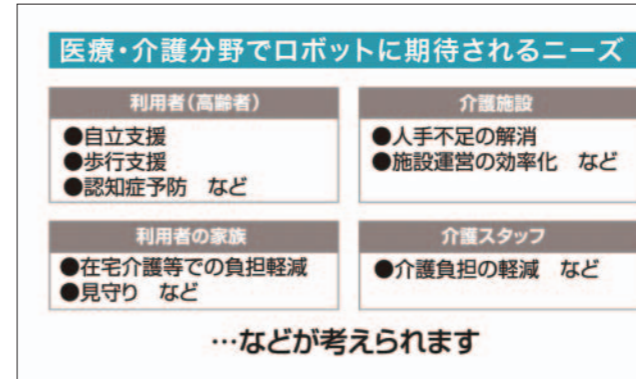 医療・介護分野でロボットに期待されるニーズ
利用者(高齢者)
●自立支援
●歩行支援
●認知症予防　など
介護施設
●人手不足の解消
●施設運営の効率化　など
利用者の家族
●在宅介護等での負担軽減
●見守り　など
介護スタッフ
●介護負担の軽減　など
…などが考えられます